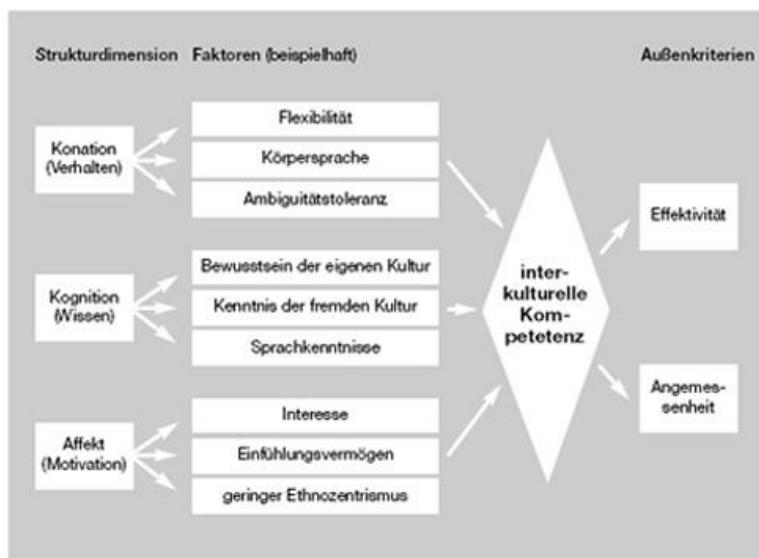 Strukturdimension Faktoren (beispielhaft) Außenkriterien
Konation
(Verhalten)
Flexibilität
Körpersprache
Ambiguitätstoleranz
Kognition
(Wissen)
Bewusstsein der eigenen Kultur
Kenntnis der fremden Kultur
Sprachkenntnisse
Affekt
(Motivation)
Interesse
Einfühlungsvermögen
geringer Ethnozentrismus
inter-
kulturelle
Kom-
petetenz
Effektivität
Angemes-
senheit